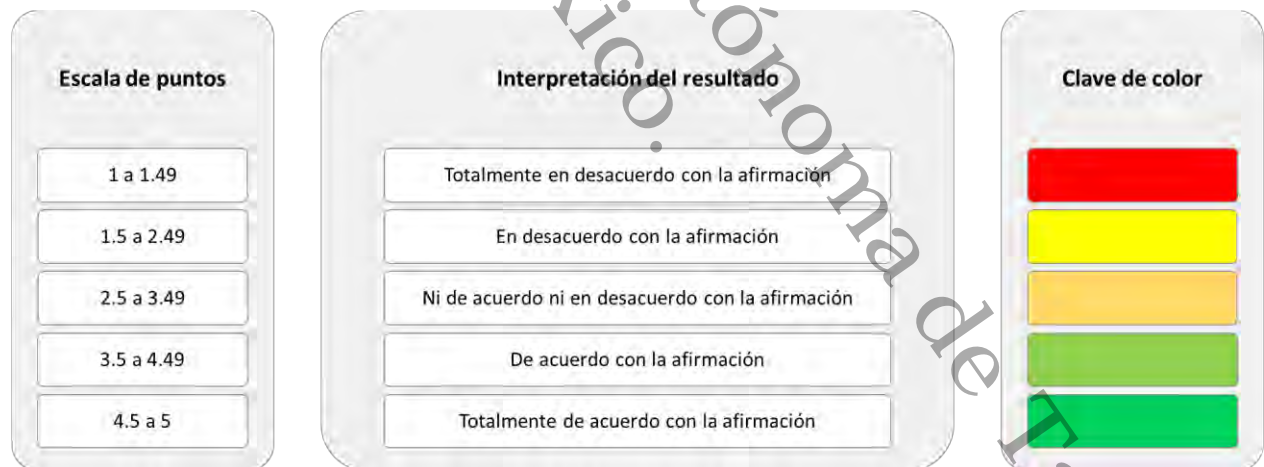 Escala de puntos
1 a 1.49
1.5 a 2.49
2.5 a 3.49
3.5 a 4.49
4.5 a 5
Interpretación del resultado
Totalmente en desacuerdo con la afirmación
En desacuerdo con la afirmación
Ni de acuerdo ni en desacuerdo con la afirmación
De acuerdo con la afirmación
Totalmente de acuerdo con la afirmación
Clave de color
de